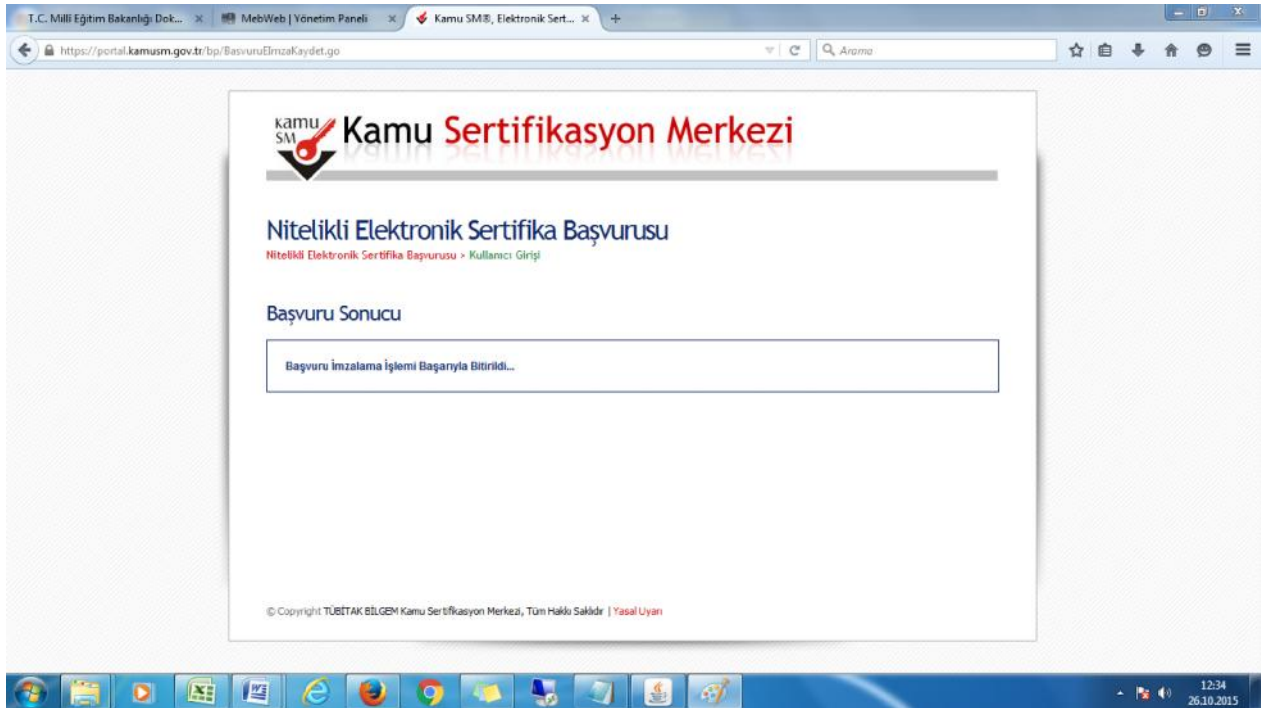 T.C. Milli Eğitim Bakanlığı Dok...
MebWeb | Yönetim Paneli
Kamu SM®, Elektronik Sert...
https://portal.kamusm.gov.tr/bp/BasvuruEImzaKaydet.go
Arama
kamu
SM
Kamu Sertifikasyon Merkezi
Nitelikli Elektronik Sertifika Başvurusu
Nitelikli Elektronik Sertifika Başvurusu > Kullanıcı Girişi
Başvuru Sonucu
Başvuru İmzalama İşlemi Başarıyla Bitirildi...
© Copyright TÜBİTAK BİLGEM Kamu Sertifikasyon Merkezi, Tüm Hakkı Saklıdır | Yasal Uyarı
12:34
26.10.2015